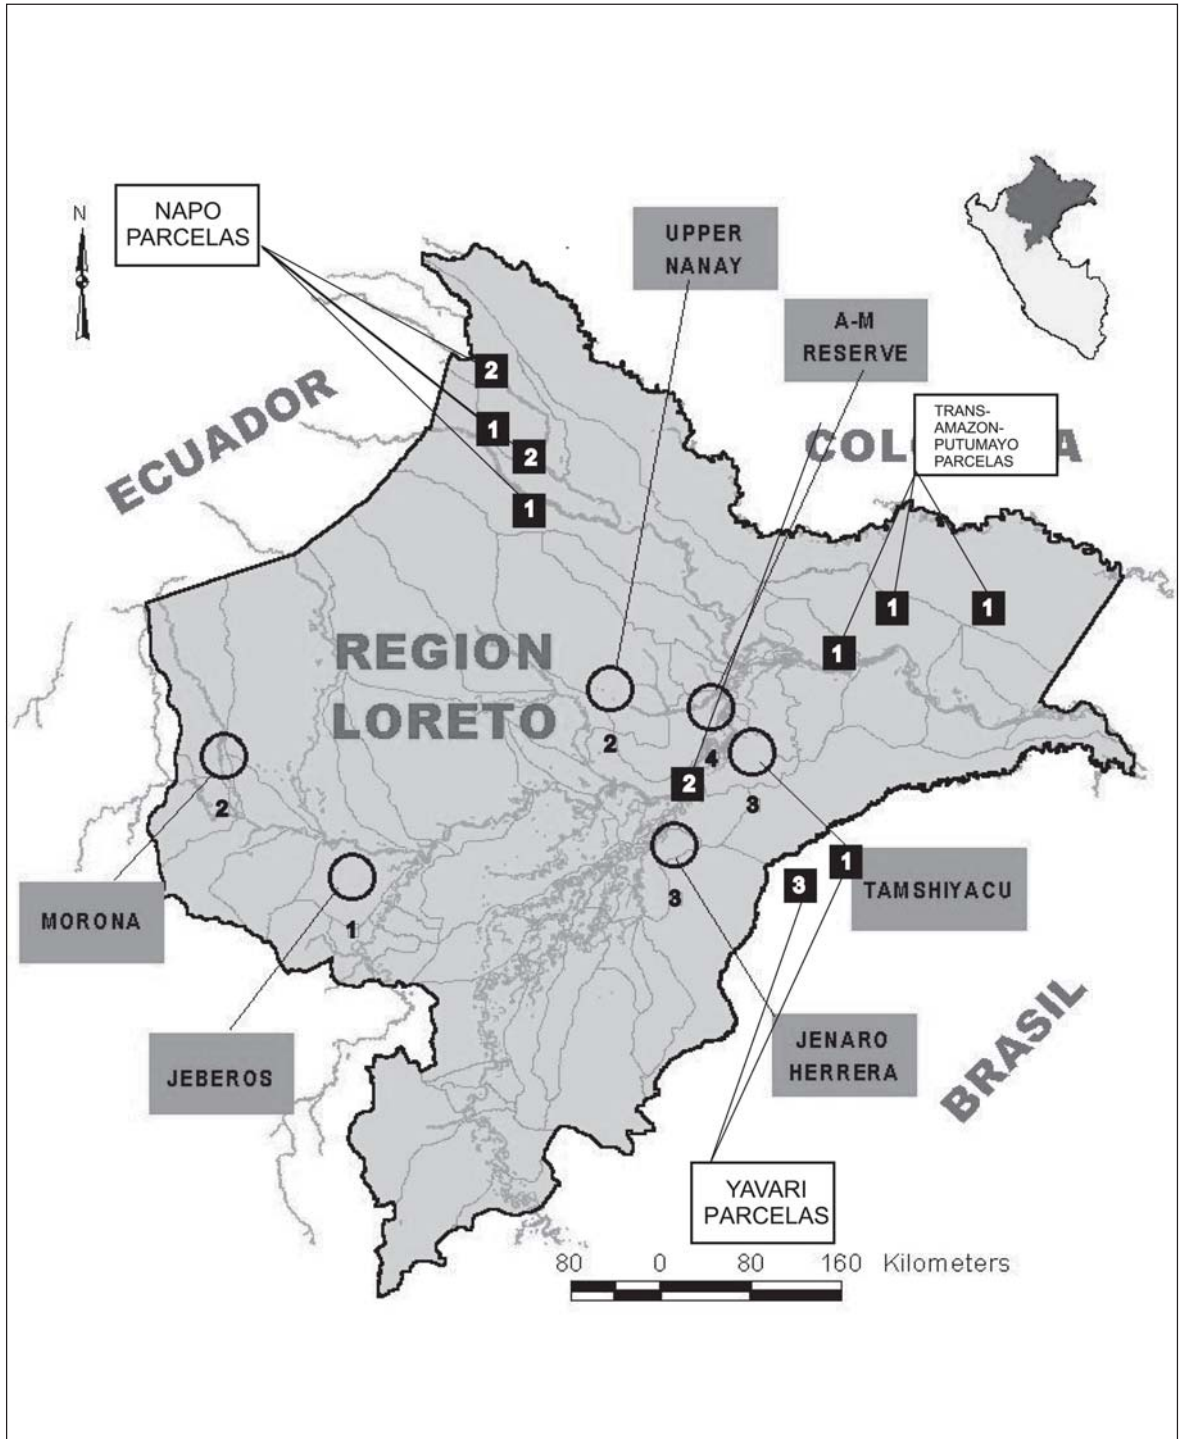 N
NAPO
PARCELAS
UPPER
NANAY
A-M
RESERVE
TRANS-
AMAZON-
PUTUMAYO
PARCELAS
ECUADOR
COL A
2
1
2
1
1
1
1
REGION
LORETO
2
4
2
3
2
1
3
3
1
MORONA
TAMSHIYACU
JEBEROS
JENARO
HERRERA
BRASIL
YAVARI
PARCELAS
80 0 80 160 Kilometers